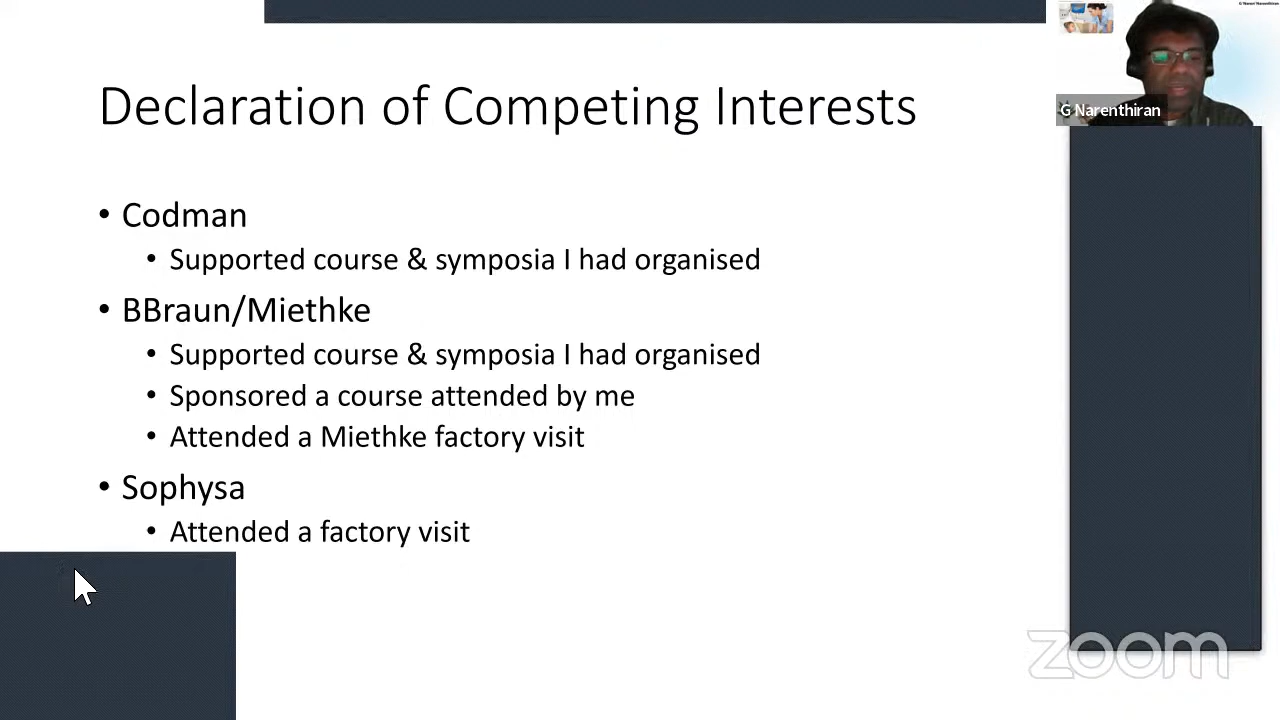 Declaration of Competing Interests
G Narenthiran
• Codman
• Supported course & symposia I had organised
• BBraun/Miethke
• Supported course & symposia I had organised
• Sponsored a course attended by me
• Attended a Miethke factory visit
• Sophysa
• Attended a factory visit
zoom